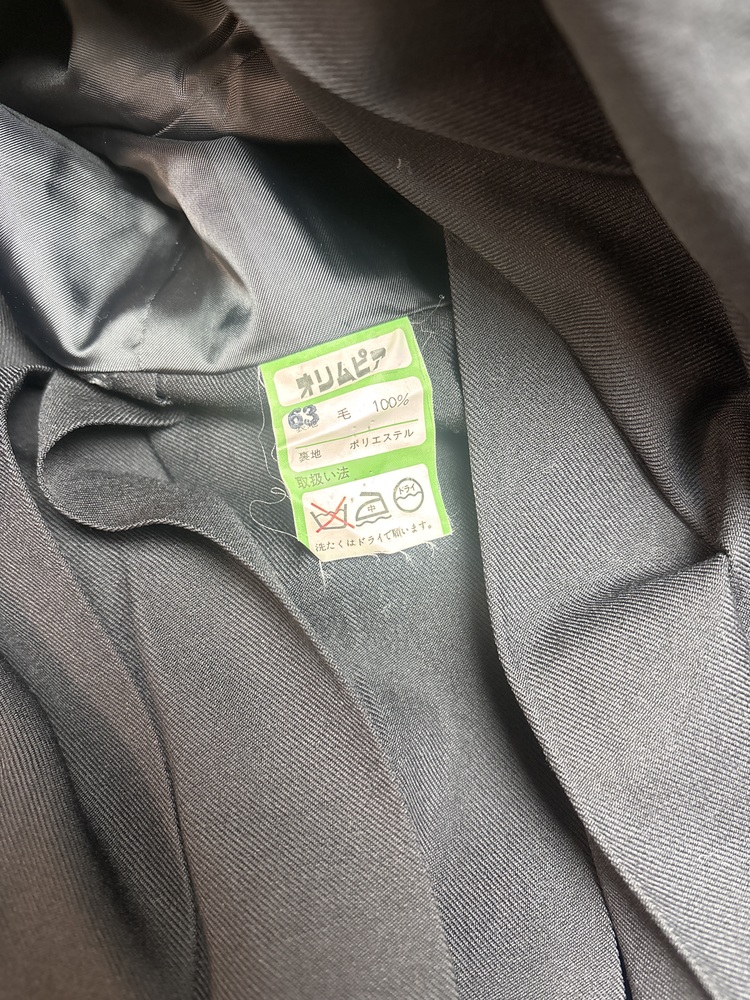 オリムピア
63 毛 100%
裏地 ポリエステル
取扱い法
中 ドライ
洗たくはドライで願います。